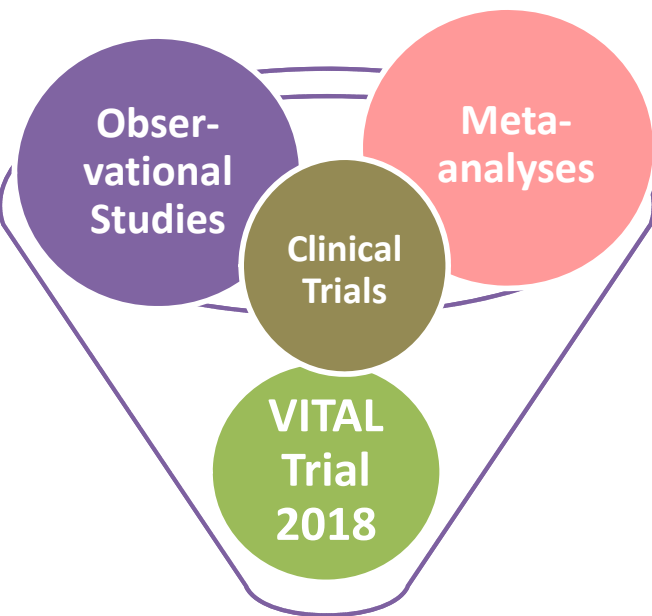 Obser-
vational
Studies
Meta-
analyses
Clinical
Trials
VITAL
Trial
2018